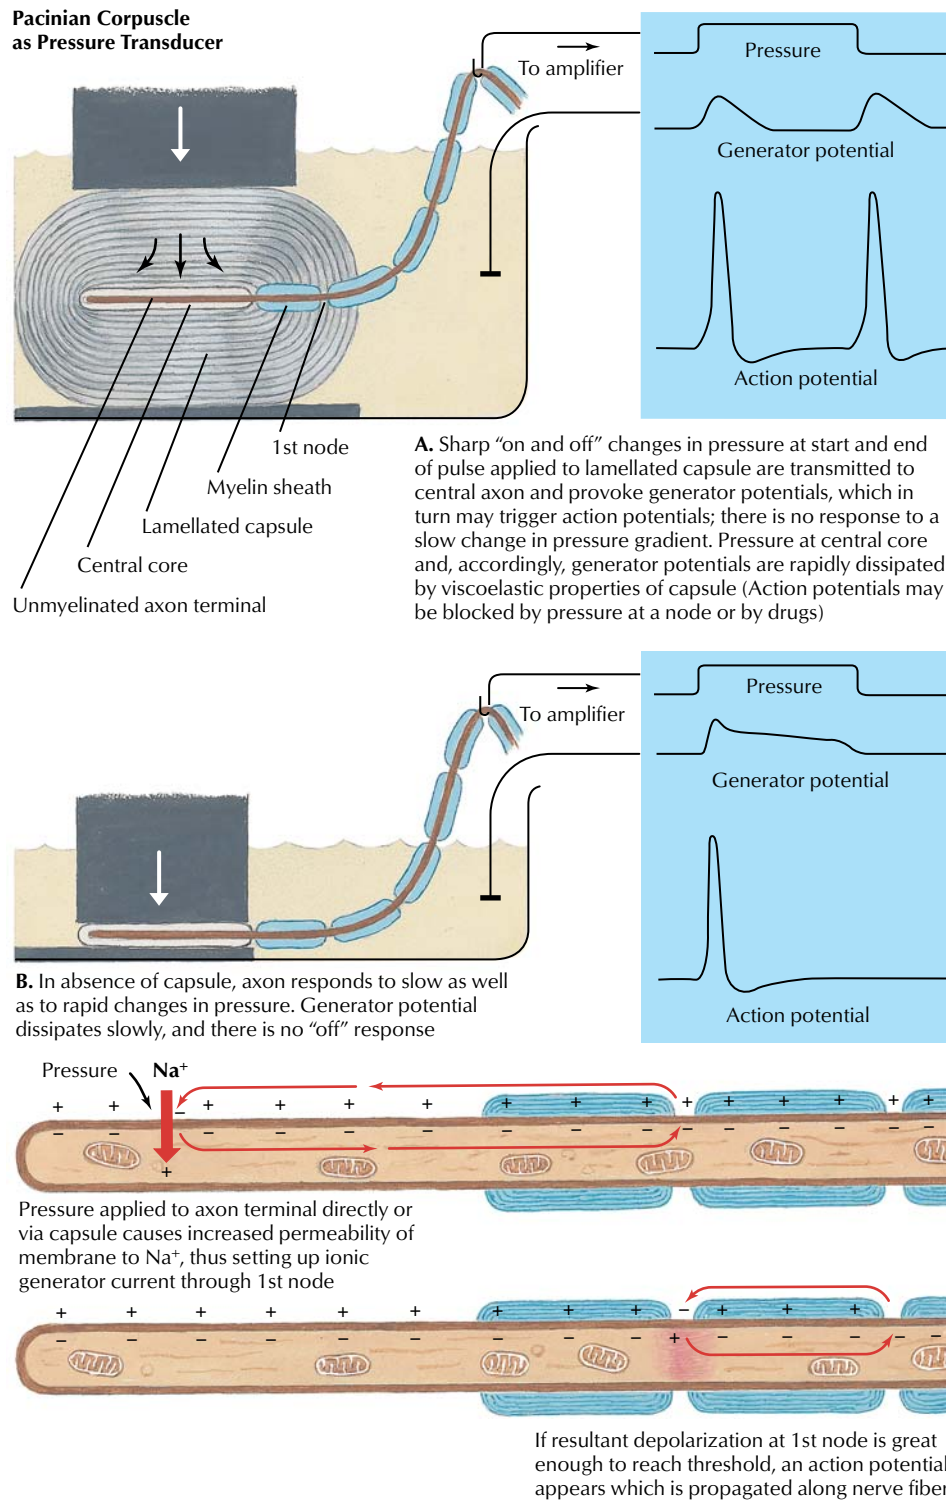 Pacinian Corpuscle
as Pressure Transducer
To amplifier
Pressure
Generator potential
Action potential
1st node
Myelin sheath
Lamellated capsule
Central core
Unmyelinated axon terminal
A. Sharp “on and off” changes in pressure at start and end
of pulse applied to lamellated capsule are transmitted to
central axon and provoke generator potentials, which in
turn may trigger action potentials; there is no response to a
slow change in pressure gradient. Pressure at central core
and, accordingly, generator potentials are rapidly dissipated
by viscoelastic properties of capsule (Action potentials may
be blocked by pressure at a node or by drugs)
To amplifier
Pressure
Generator potential
Action potential
B. In absence of capsule, axon responds to slow as well
as to rapid changes in pressure. Generator potential
dissipates slowly, and there is no “off” response
Pressure Na⁺
+ + − + + + + + + + + + + + + +
− − − − − − − − − − − − − − −
+
Pressure applied to axon terminal directly or
via capsule causes increased permeability of
membrane to Na⁺, thus setting up ionic
generator current through 1st node
+ + + + + + + + + − + + +
− − − − − − − − − + − − − − −
If resultant depolarization at 1st node is great
enough to reach threshold, an action potential
appears which is propagated along nerve fiber